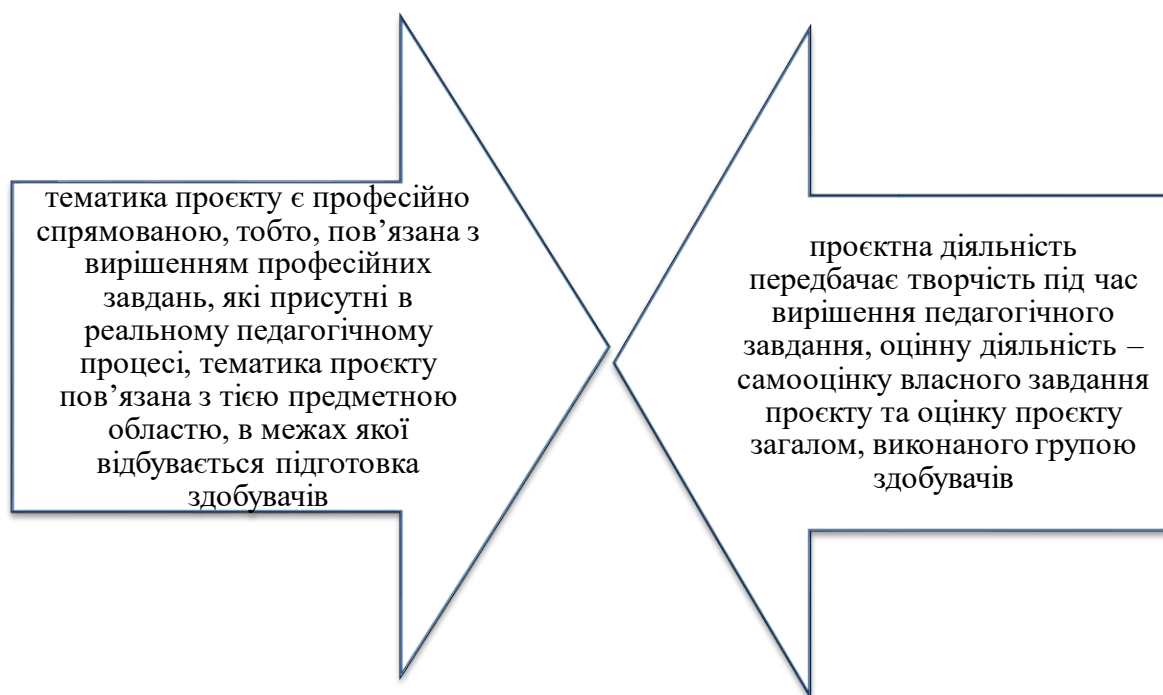 тематика проєкту є професійно
спрямованою, тобто, пов’язана з
вирішенням професійних
завдань, які присутні в
реальному педагогічному
процесі, тематика проєкту
пов’язана з тією предметною
областю, в межах якої
відбувається підготовка
здобувачів
проєктна діяльність
передбачає творчість під час
вирішення педагогічного
завдання, оцінну діяльність –
самооцінку власного завдання
проєкту та оцінку проєкту
загалом, виконаного групою
здобувачів